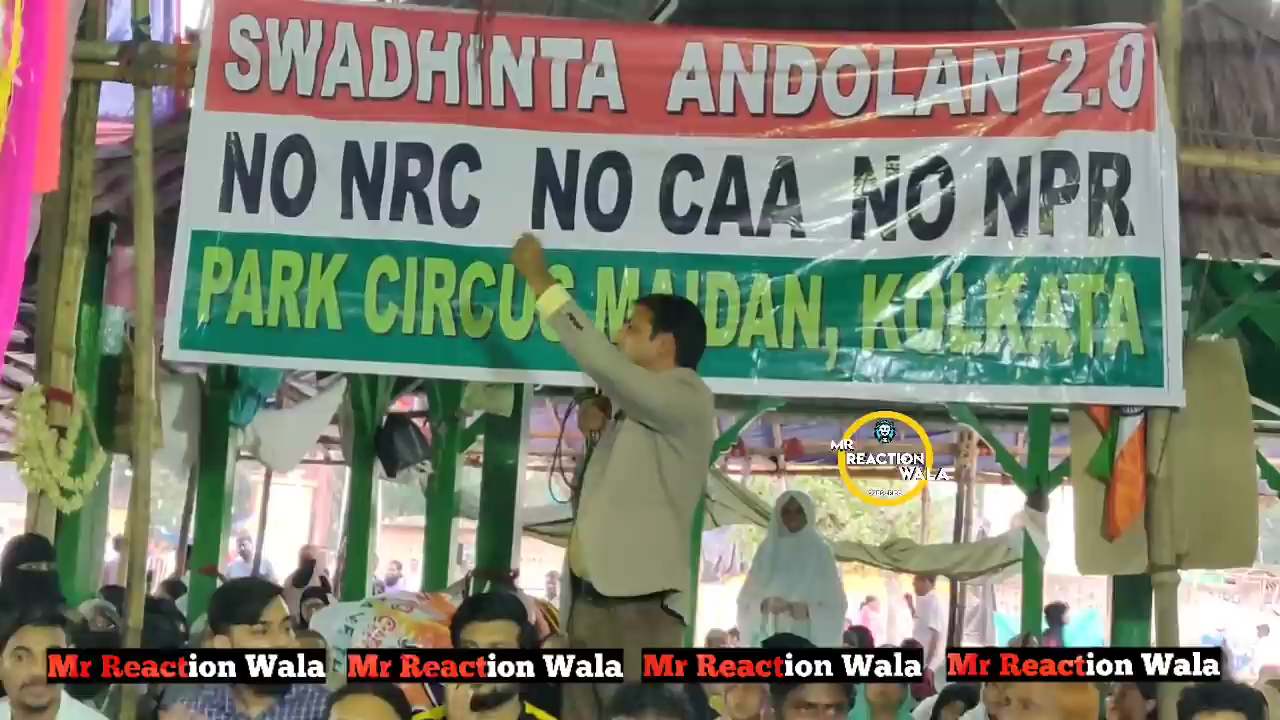 SWADHINTA ANDOLAN 2.0
NO NRC NO CAA NO NPR
PARK CIRCUS MAIDAN, KOLKATA
MR
REACTION
WALA
Mr Reaction Wala Mr Reaction Wala Mr Reaction Wala Mr Reaction Wala